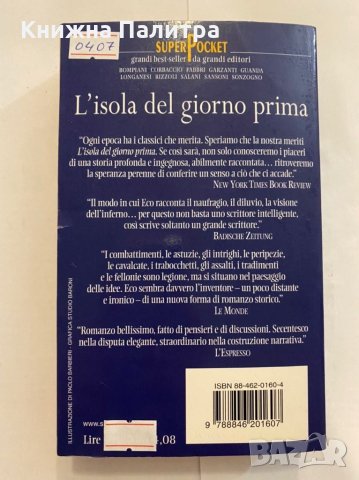 Книжна Палитра
0407
SUPERPOCKET
grandi best-seller da grandi editori
BOMPIANI CORBACCIO FABBRI GARZANTI GUANDA
LONGANESI RIZZOLI SALANI SANSONI SONZOGNO
L'isola del giorno prima
“Ogni epoca ha i classici che merita. Speriamo che la nostra meriti
L'isola del giorno prima. Se così sarà, non solo conosceremo i piaceri
di una storia profonda e ingegnosa, abilmente raccontata... ritroveremo
la speranza perenne di conferire un senso a ciò che ci accade.”
NEW YORK TIMES BOOK REVIEW
“Il modo in cui Eco racconta il naufragio, il diluvio, la visione
dell'inferno... per questo non basta uno scrittore intelligente,
così scrive soltanto un grande scrittore.”
BADISCHE ZEITUNG
“I combattimenti, le astuzie, gli intrighi, le peripezie,
le cavalcate, i trabocchetti, gli assalti, i tradimenti
e le fellonie sono legione, ma si situano nel paesaggio
delle idee. Eco sembra davvero l'inventore – un poco distante
e ironico – di una nuova forma di romanzo storico.”
LE MONDE
“Romanzo bellissimo, fatto di pensieri e di discussioni. Secentesco
nella disputa elegante, straordinario nella costruzione narrativa.”
L'ESPRESSO
ILLUSTRAZIONE DI PAOLO BARBIERI - GRAFICA STUDIO BARONI
ISBN 88-462-0160-4
9 788846 201607
www.s
Lire
4,08
BAZAR